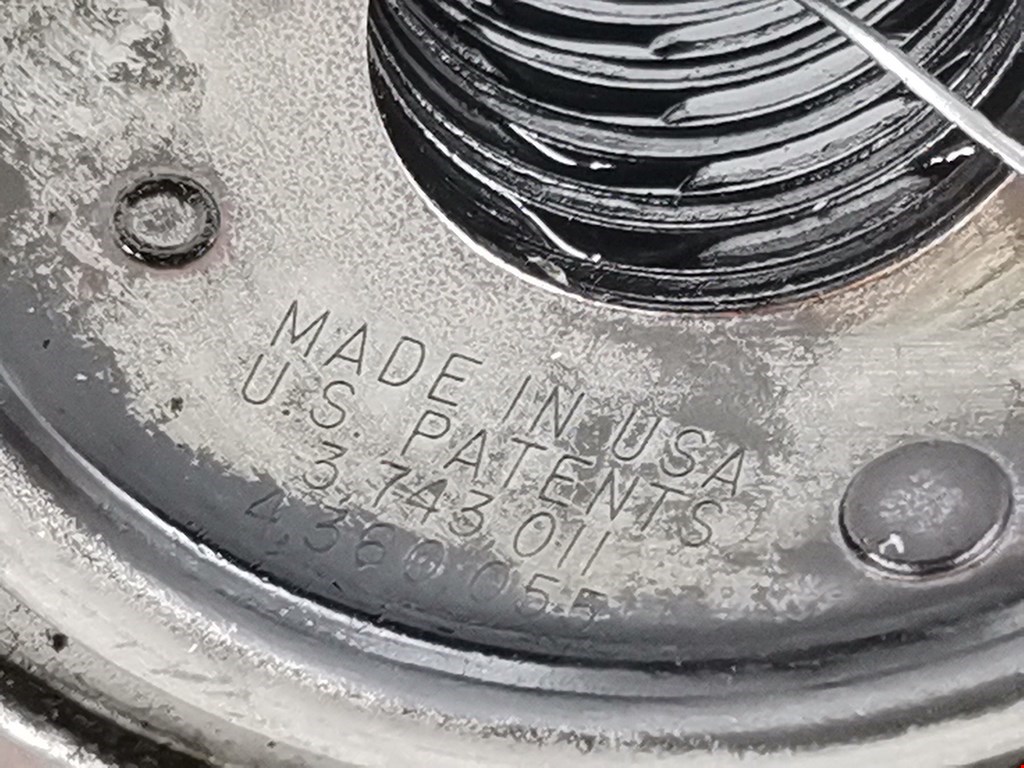 MADE IN USA
U.S. PATENTS
3,743,011
4,360,055